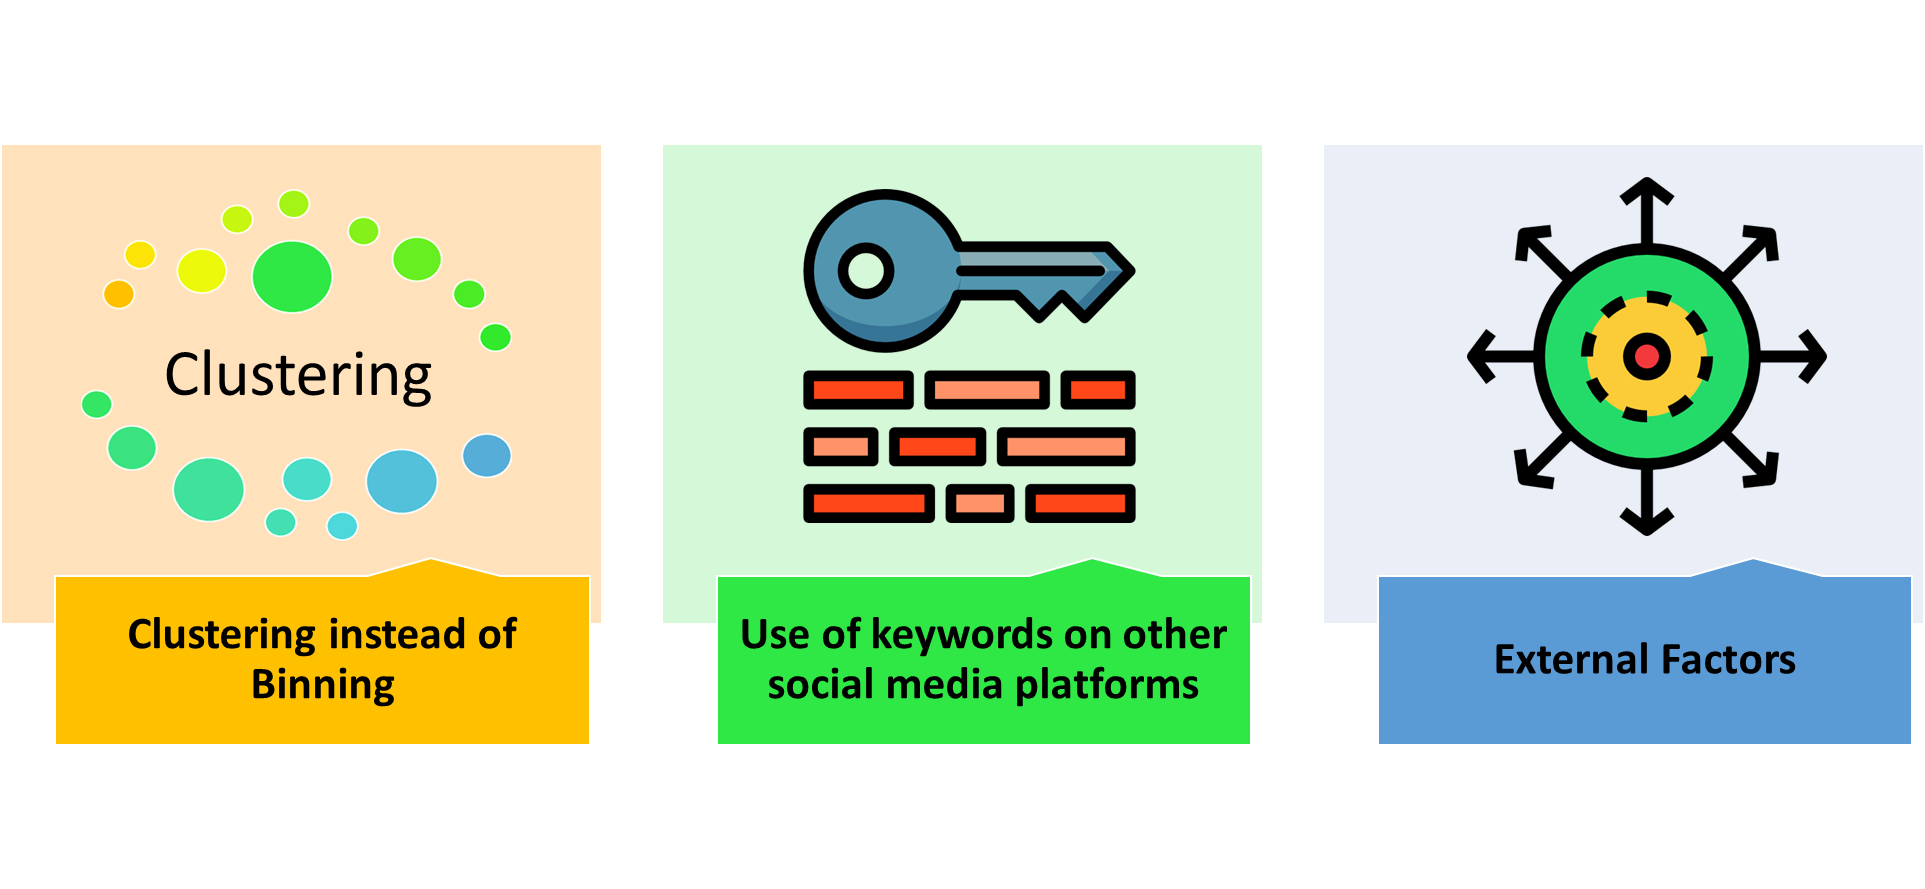 Clustering
Clustering instead of
Binning
Use of keywords on other
social media platforms
External Factors